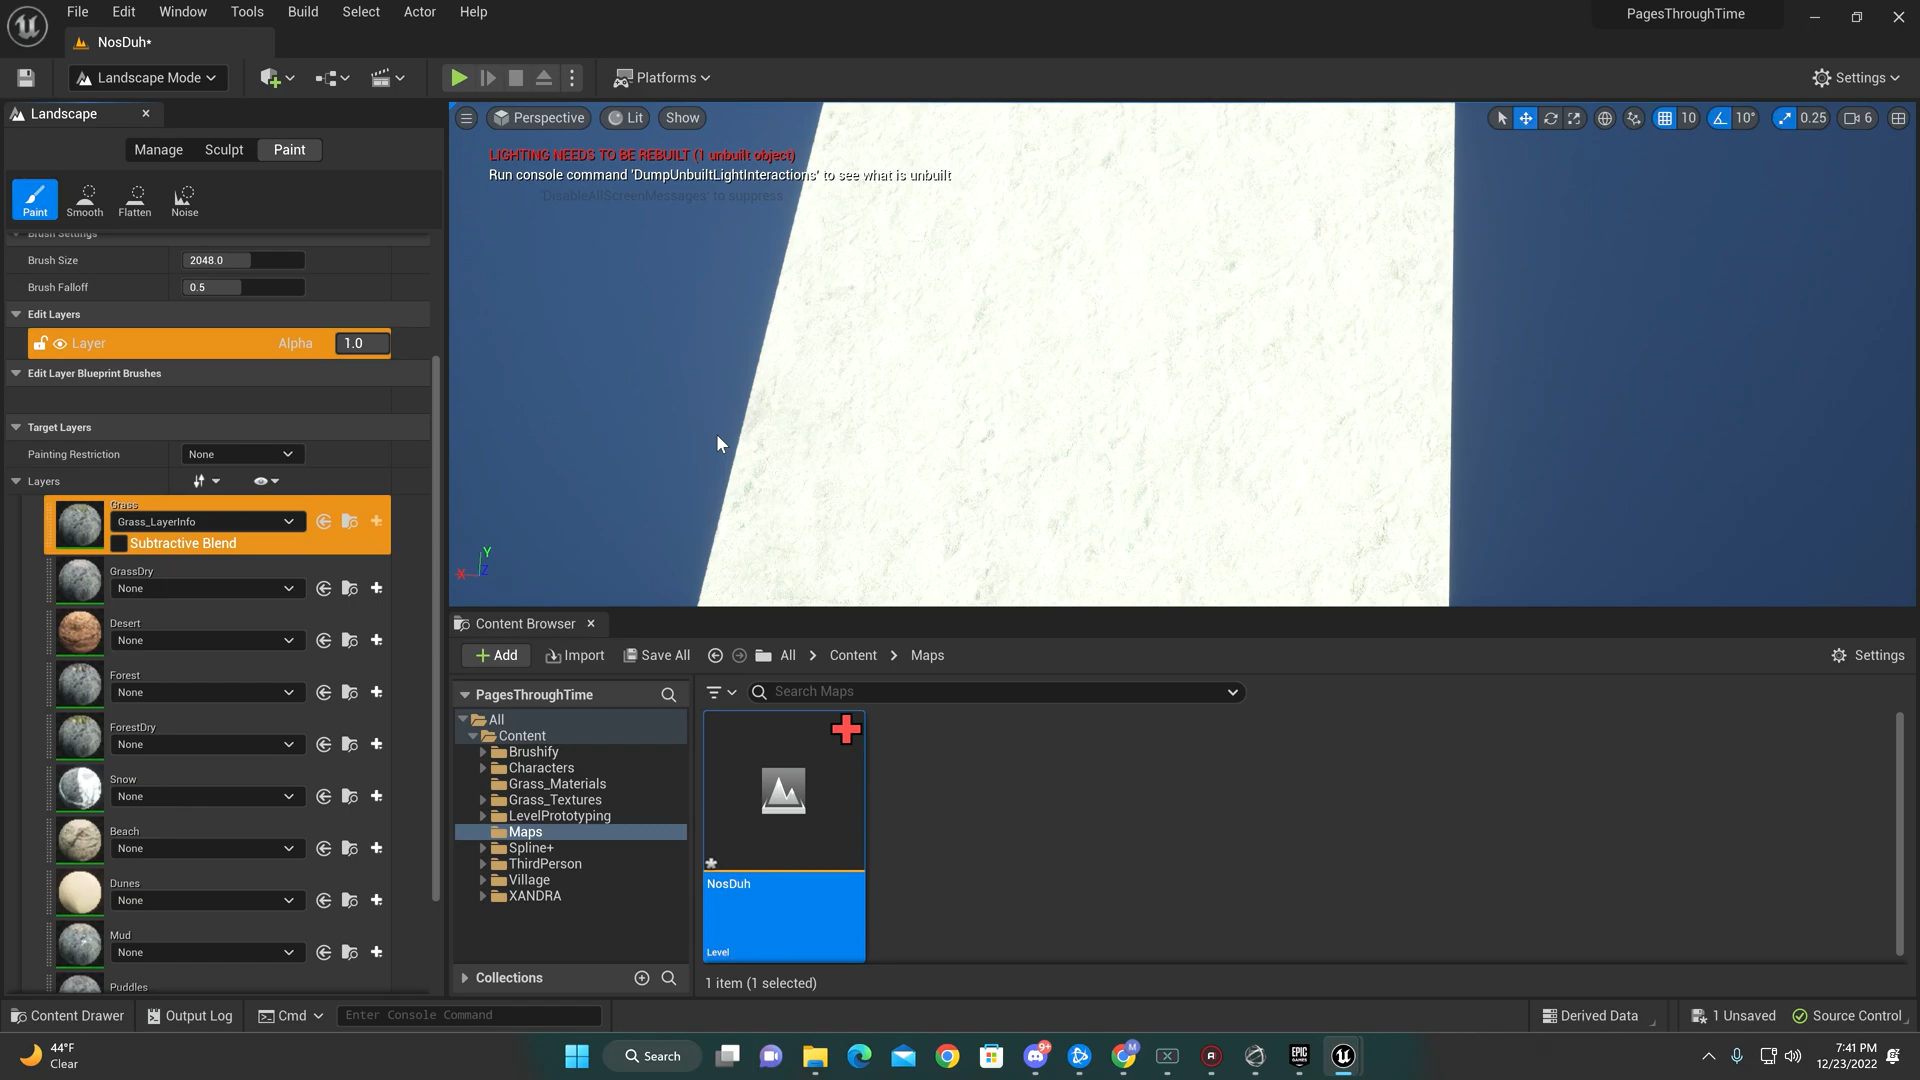 File Edit Window Tools Build Select Actor Help
PagesThroughTime
NosDuh*
Landscape Mode
Platforms
Settings
Landscape
Manage Sculpt Paint
Paint Smooth Flatten Noise
Brush Settings
Brush Size 2048.0
Brush Falloff 0.5
Edit Layers
Layer Alpha 1.0
Edit Layer Blueprint Brushes
Target Layers
Painting Restriction None
Layers
Grass
Grass_LayerInfo
Subtractive Blend
GrassDry
None
Desert
None
Forest
None
ForestDry
None
Snow
None
Beach
None
Dunes
None
Mud
None
Puddles
Perspective Lit Show
10 10° 0.25 6
LIGHTING NEEDS TO BE REBUILT (1 unbuilt object)
Run console command 'DumpUnbuiltLightInteractions' to see what is unbuilt
'DisableAllScreenMessages' to suppress
Y
X Z
Content Browser
Add Import Save All All Content Maps Settings
PagesThroughTime
Search Maps
All
Content
Brushify
Characters
Grass_Materials
Grass_Textures
LevelPrototyping
Maps
Spline+
ThirdPerson
Village
XANDRA
Collections
NosDuh
Level
1 item (1 selected)
Content Drawer Output Log Cmd Enter Console Command Derived Data 1 Unsaved Source Control
44°F
Clear
Search
9+
M
EPIC
GAMES
7:41 PM
12/23/2022